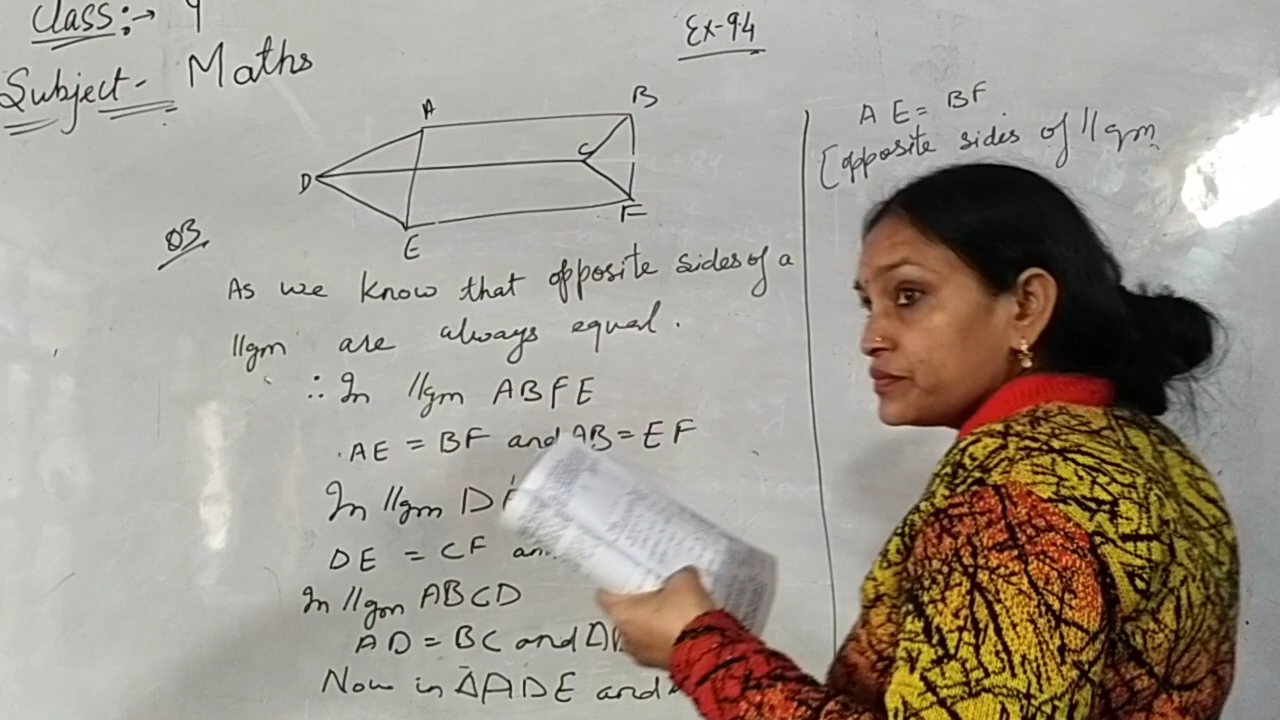 Class:→ 9
Subject- Maths
Ex-9.4
A
B
C
D
E
F
Q3.
As we know that opposite sides of a
||gm are always equal.
∴ In ||gm ABFE
AE = BF and AB = EF
In ||gm D
DE = CF
In ||gm ABCD
AD = BC and
Now in ΔADE and
AE = BF
[opposite sides of ||gm